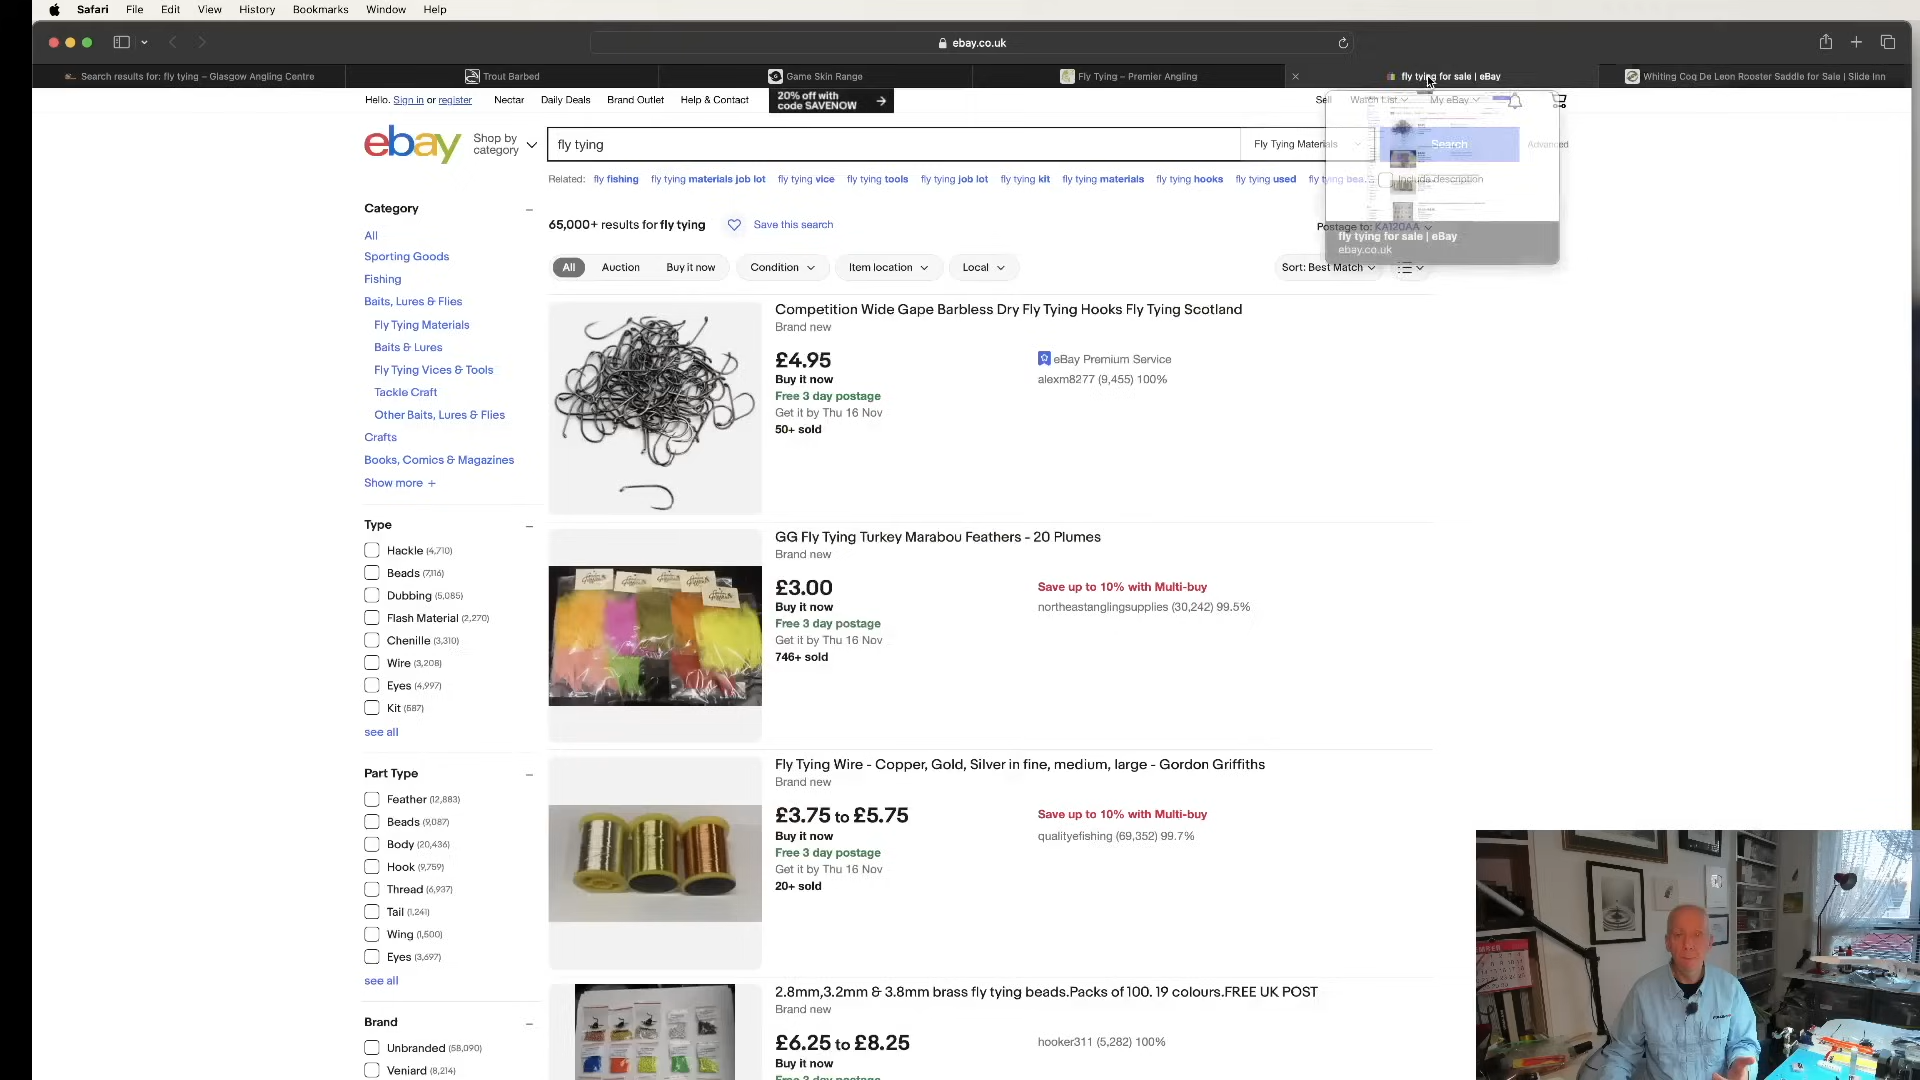 Safari File Edit View History Bookmarks Window Help
ebay.co.uk
Search results for: fly tying – Glasgow Angling Centre
Trout Barbed
Game Skin Range
Fly Tying – Premier Angling
fly tying for sale | eBay
Whiting Coq De Leon Rooster Saddle for Sale | Slide Inn
Hello. Sign in or register Nectar Daily Deals Brand Outlet Help & Contact
20% off with
code SAVENOW
Sell Watch List My eBay
ebay
Shop by
category
fly tying
Fly Tying Materials
Search
Advanced
Related: fly fishing fly tying materials job lot fly tying vice fly tying tools fly tying job lot fly tying kit fly tying materials fly tying hooks fly tying used fly tying bea...
Include description
65,000+ results for fly tying
Save this search
Postage to: KA120AA
fly tying for sale | eBay
ebay.co.uk
All Auction Buy it now Condition Item location Local
Sort: Best Match
Category
All
Sporting Goods
Fishing
Baits, Lures & Flies
Fly Tying Materials
Baits & Lures
Fly Tying Vices & Tools
Tackle Craft
Other Baits, Lures & Flies
Crafts
Books, Comics & Magazines
Show more
Type
Hackle (4,710)
Beads (7,116)
Dubbing (5,085)
Flash Material (2,270)
Chenille (3,310)
Wire (3,208)
Eyes (4,997)
Kit (587)
see all
Part Type
Feather (12,883)
Beads (9,087)
Body (20,436)
Hook (9,759)
Thread (6,937)
Tail (1,241)
Wing (1,500)
Eyes (3,697)
see all
Brand
Unbranded (58,090)
Veniard (8,214)
Competition Wide Gape Barbless Dry Fly Tying Hooks Fly Tying Scotland
Brand new
£4.95
Buy it now
Free 3 day postage
Get it by Thu 16 Nov
50+ sold
eBay Premium Service
alexm8277 (9,455) 100%
GG Fly Tying Turkey Marabou Feathers - 20 Plumes
Brand new
£3.00
Buy it now
Free 3 day postage
Get it by Thu 16 Nov
746+ sold
Save up to 10% with Multi-buy
northeastanglingsupplies (30,242) 99.5%
Fly Tying Wire - Copper, Gold, Silver in fine, medium, large - Gordon Griffiths
Brand new
£3.75 to £5.75
Buy it now
Free 3 day postage
Get it by Thu 16 Nov
20+ sold
Save up to 10% with Multi-buy
qualityefishing (69,352) 99.7%
2.8mm,3.2mm & 3.8mm brass fly tying beads.Packs of 100. 19 colours.FREE UK POST
Brand new
£6.25 to £8.25
Buy it now
Free 3 day postage
hooker311 (5,282) 100%